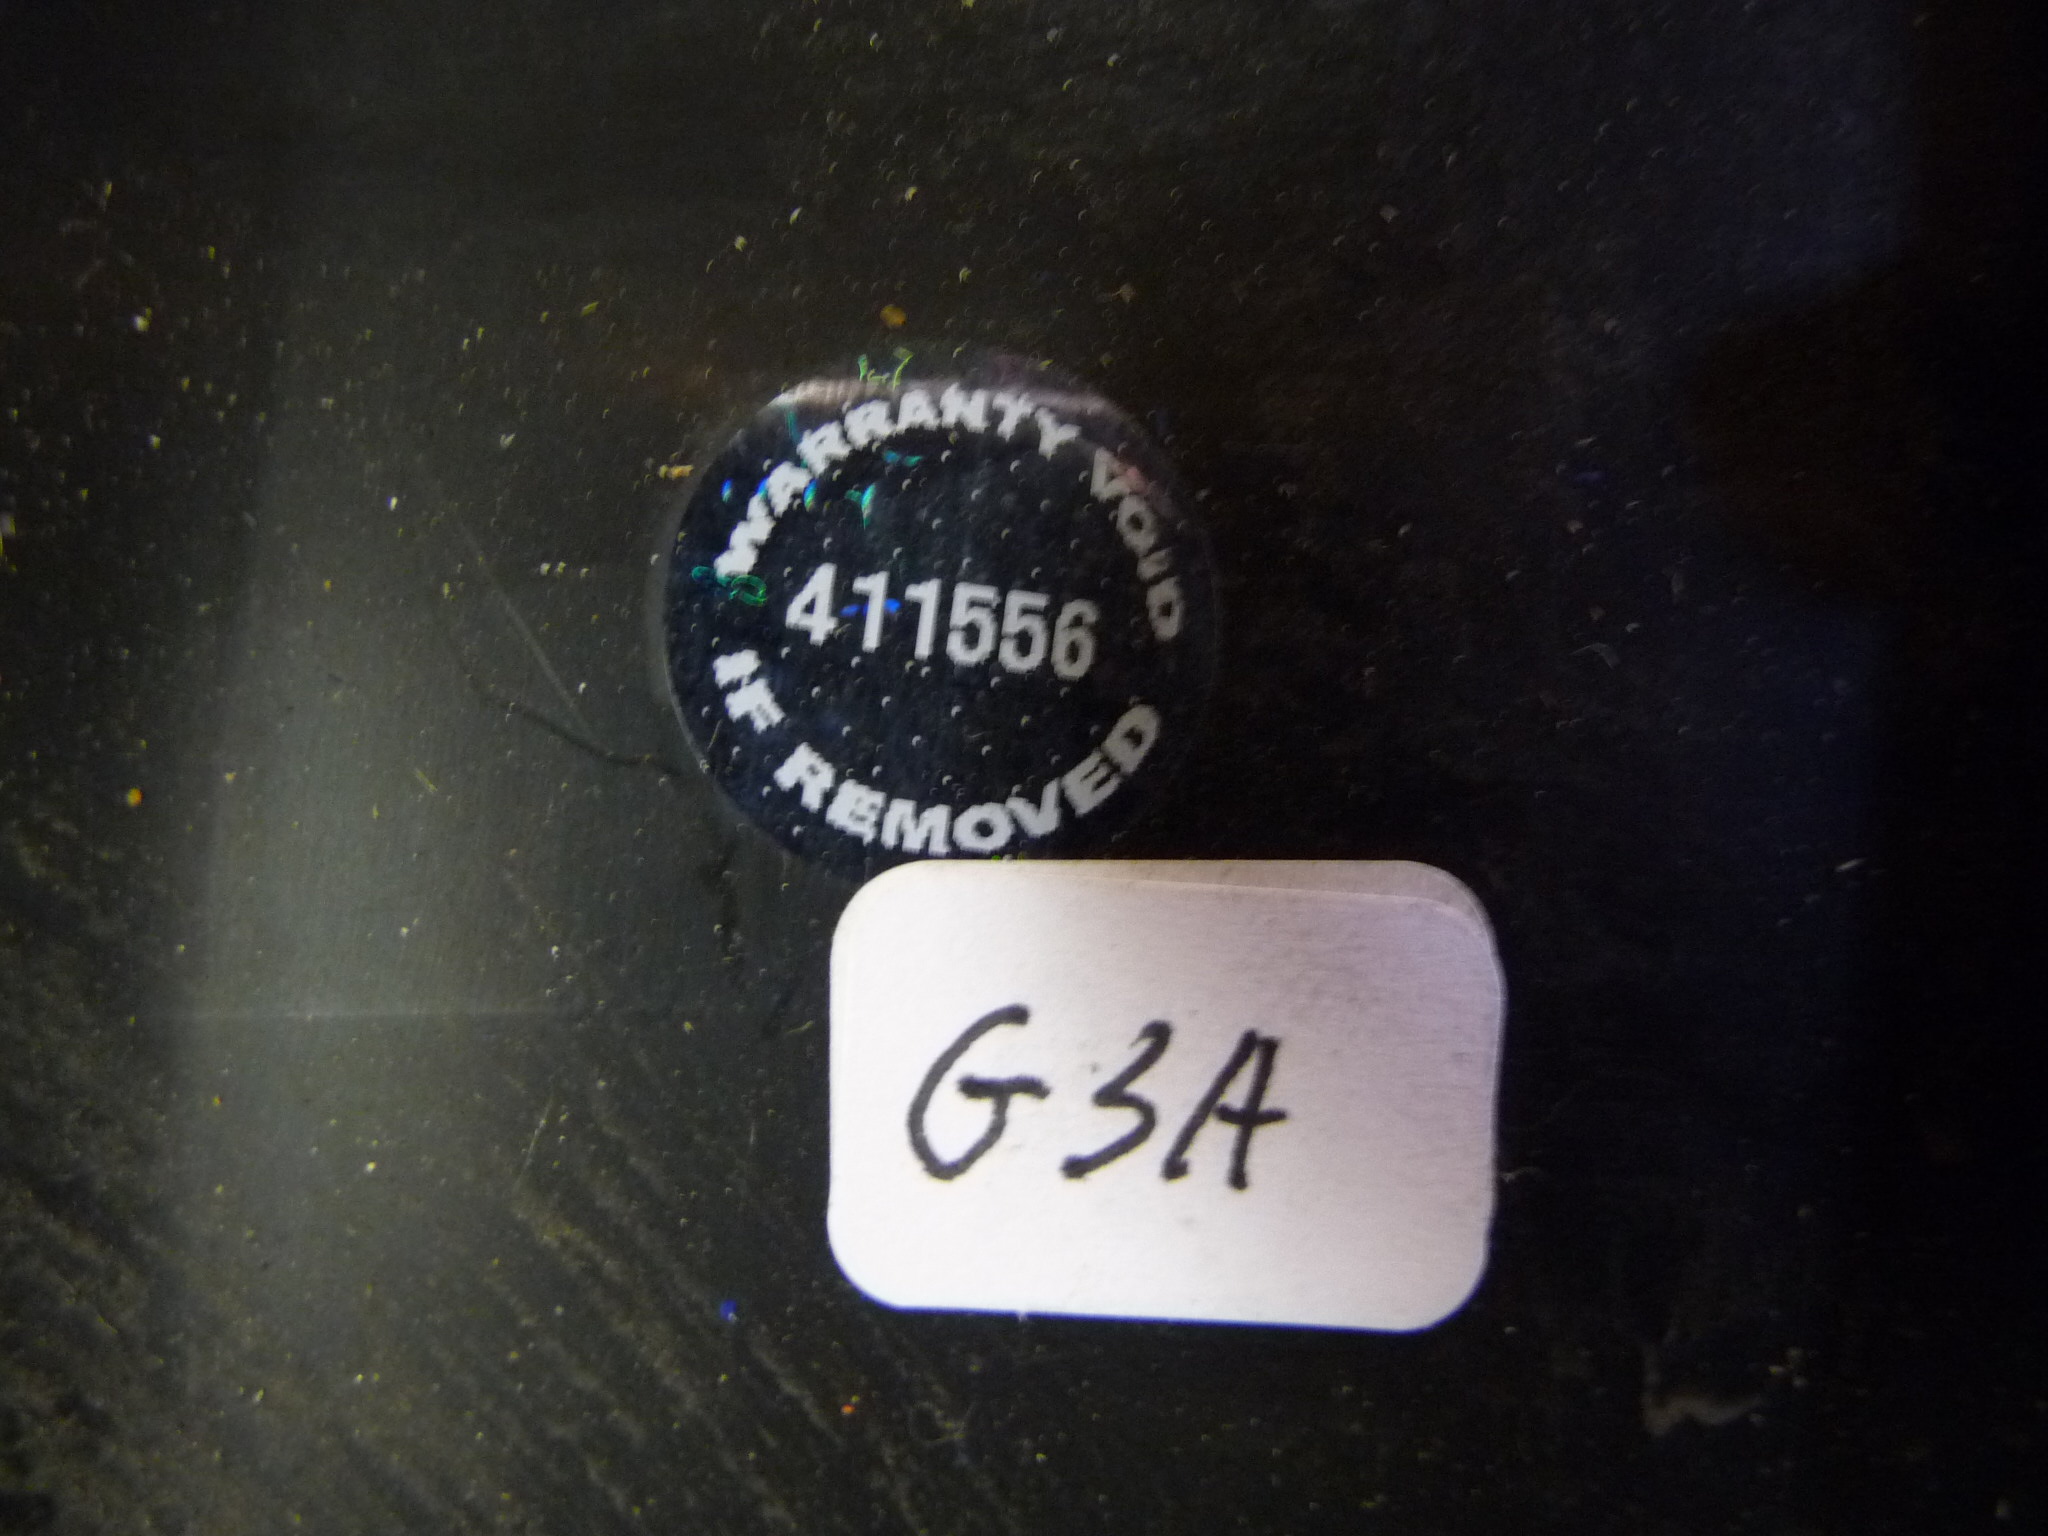 WARRANTY VOID
411556
IF REMOVED
G3A